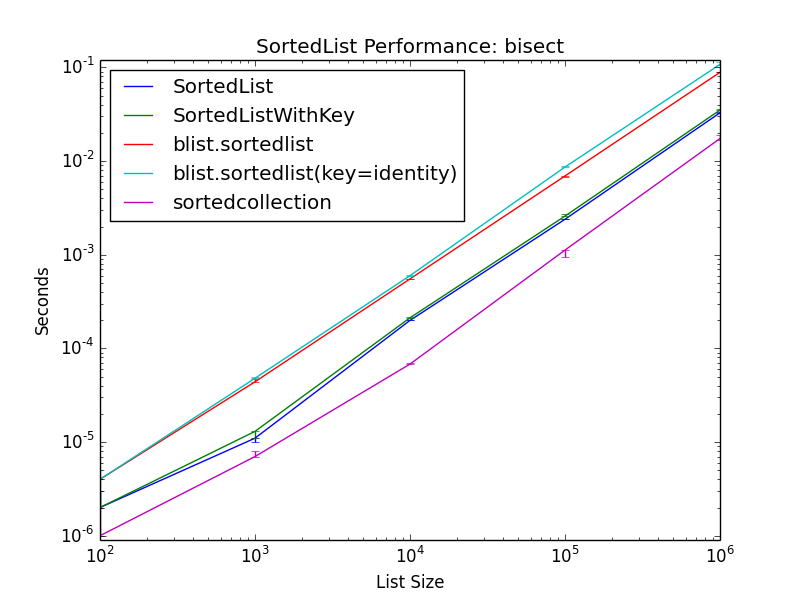 SortedList Performance: bisect
10^-1
10^-2
10^-3
10^-4
10^-5
10^-6
Seconds
SortedList
SortedListWithKey
blist.sortedlist
blist.sortedlist(key=identity)
sortedcollection
10^2 10^3 10^4 10^5 10^6
List Size